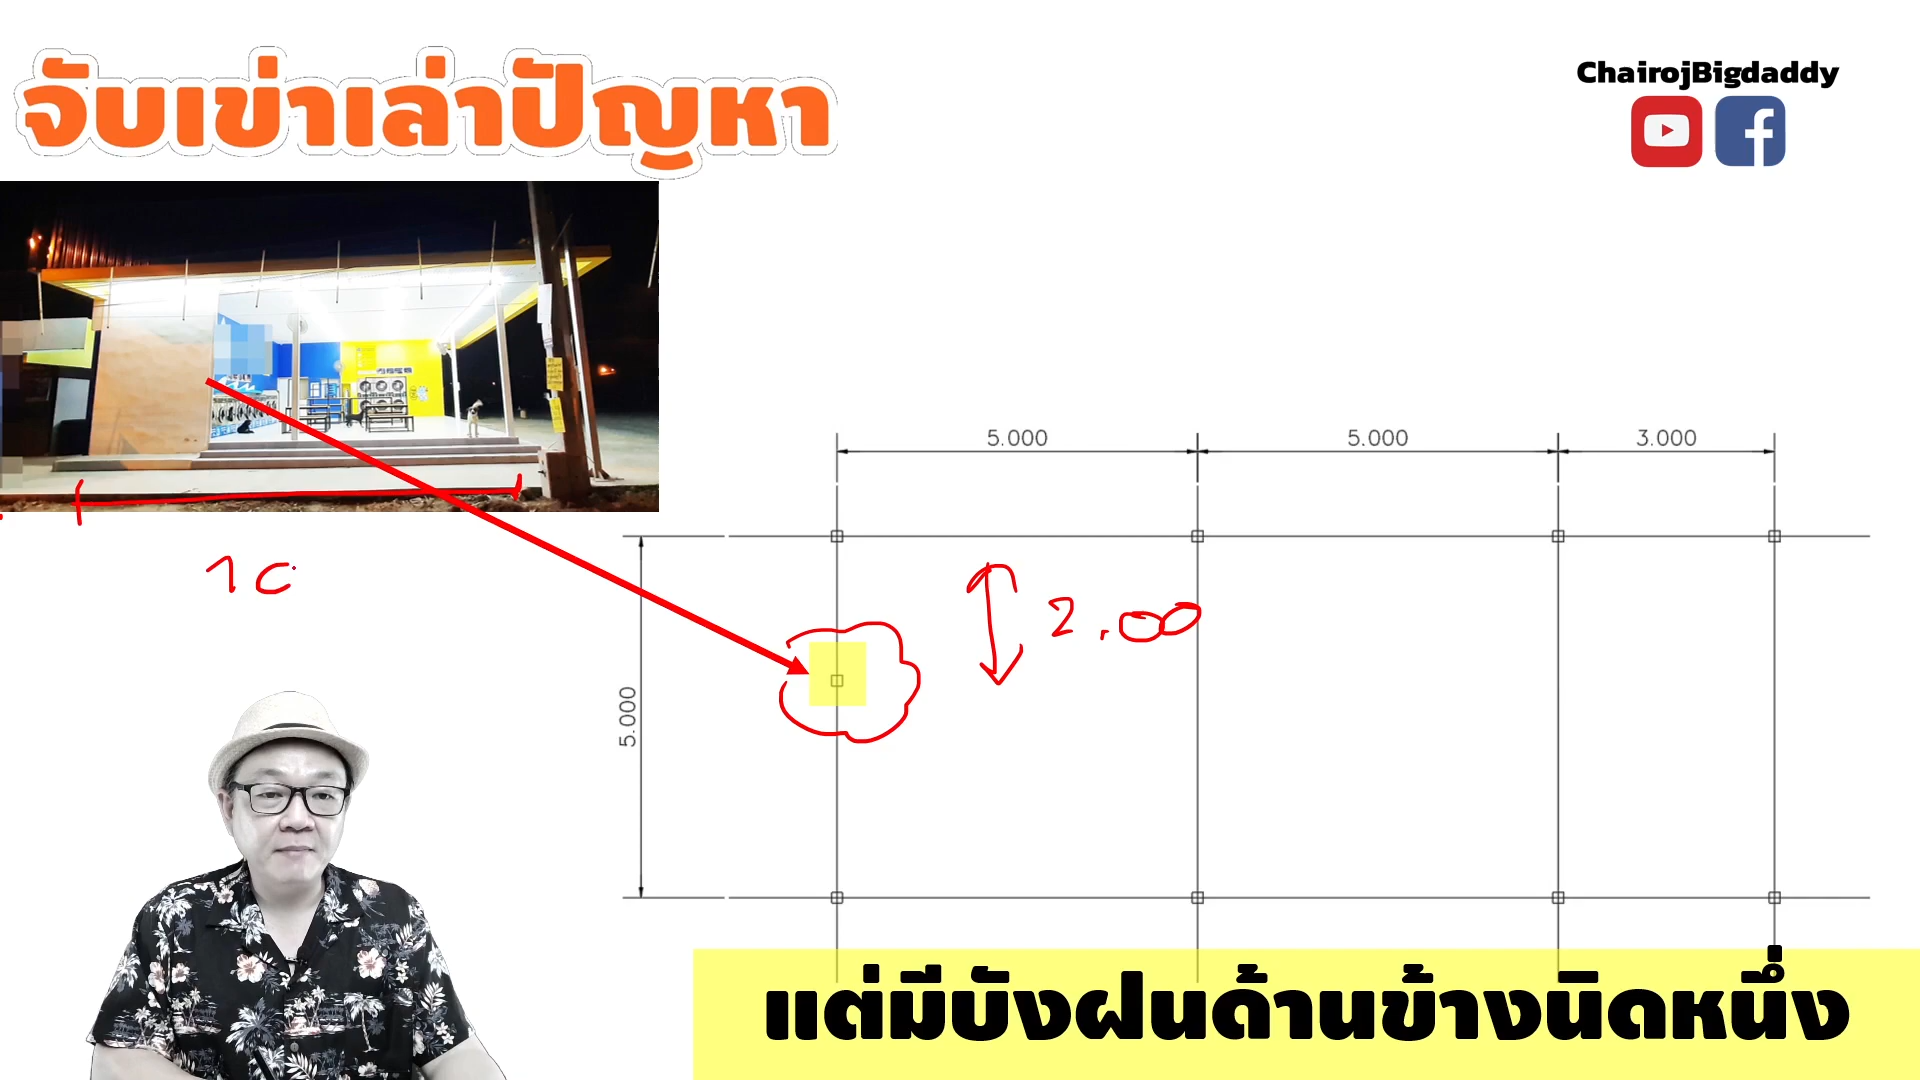 จับเข่าเล่าปัญหา
ChairojBigdaddy
5.000
5.000
3.000
10
2.00
5.000
แต่มีบังฝนด้านข้างนิดหนึ่ง